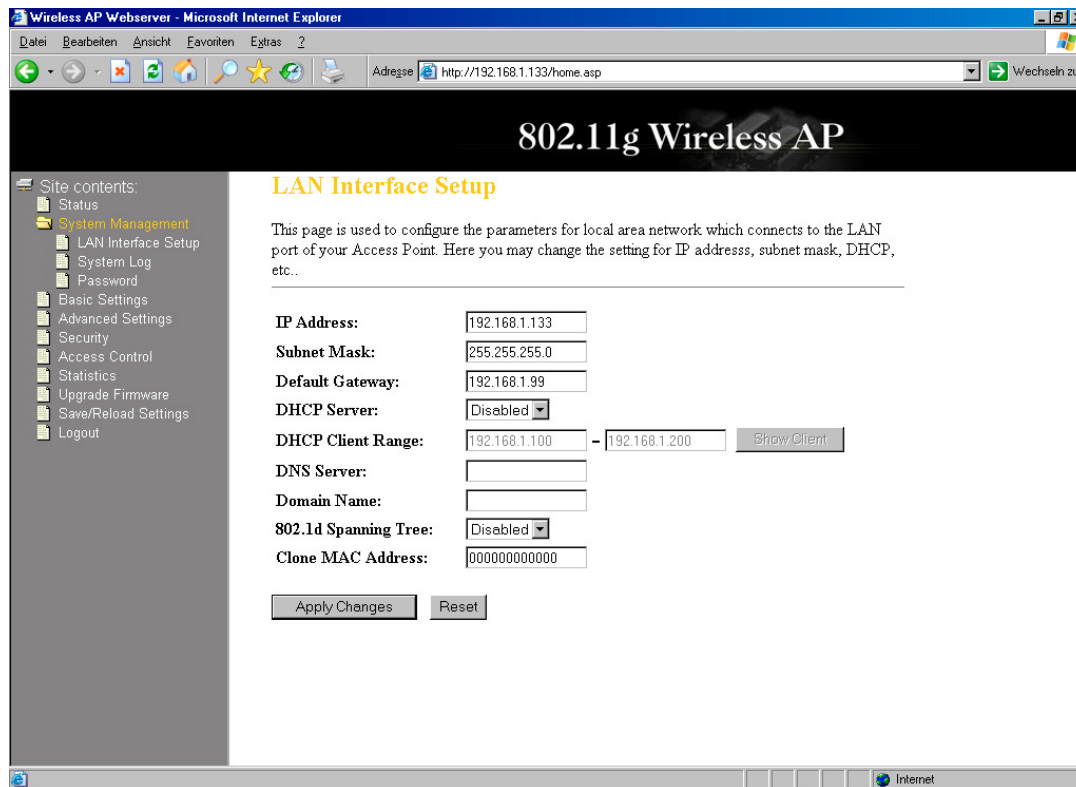 Wireless AP Webserver - Microsoft Internet Explorer
Datei Bearbeiten Ansicht Favoriten Extras ?
Adresse http://192.168.1.133/home.asp Wechseln zu
802.11g Wireless AP
Site contents:
Status
System Management
LAN Interface Setup
System Log
Password
Basic Settings
Advanced Settings
Security
Access Control
Statistics
Upgrade Firmware
Save/Reload Settings
Logout
LAN Interface Setup
This page is used to configure the parameters for local area network which connects to the LAN
port of your Access Point. Here you may change the setting for IP addresss, subnet mask, DHCP,
etc..
IP Address: 192.168.1.133
Subnet Mask: 255.255.255.0
Default Gateway: 192.168.1.99
DHCP Server: Disabled
DHCP Client Range: 192.168.1.100 - 192.168.1.200 Show Client
DNS Server:
Domain Name:
802.1d Spanning Tree: Disabled
Clone MAC Address: 000000000000
Apply Changes Reset
Internet